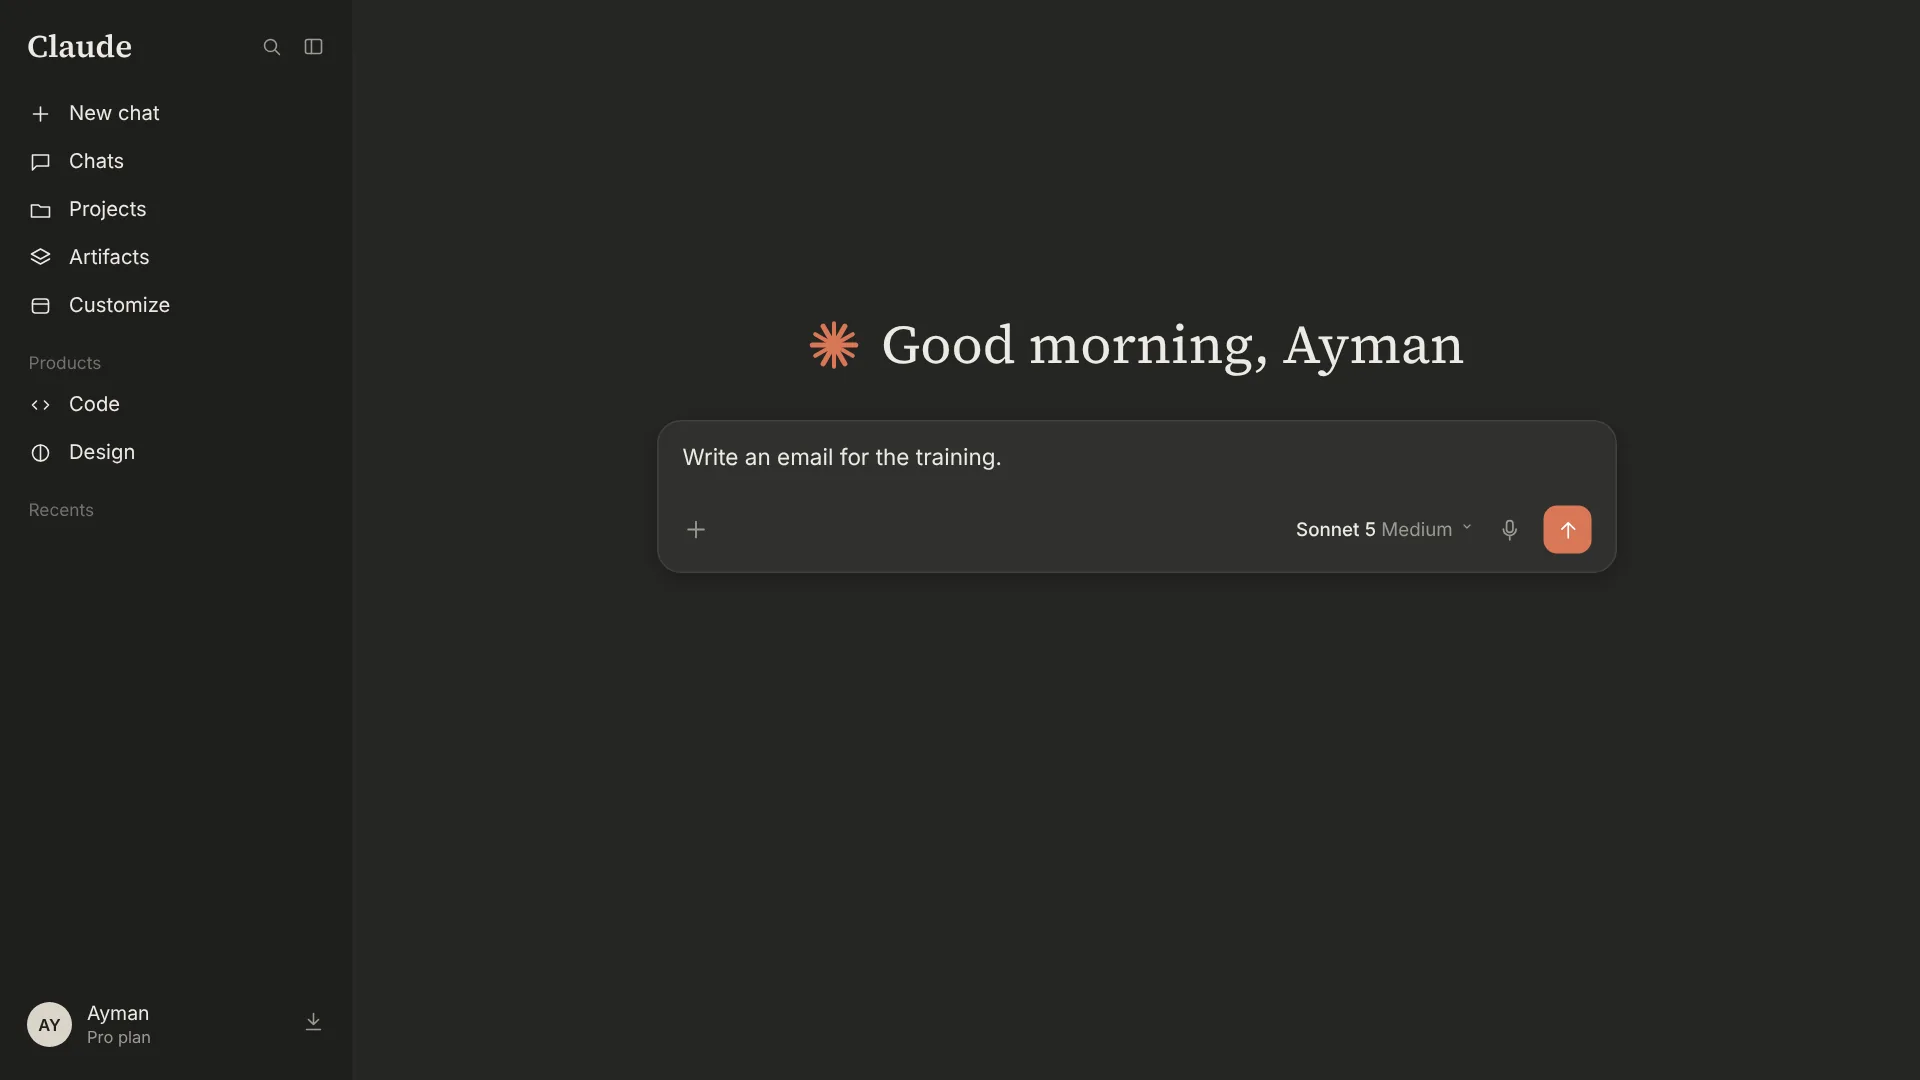 Claude
New chat
Chats
Projects
Artifacts
Customize
Products
Code
Design
Recents
Good morning, Ayman
Write an email for the training.
Sonnet 5 Medium
AY
Ayman
Pro plan